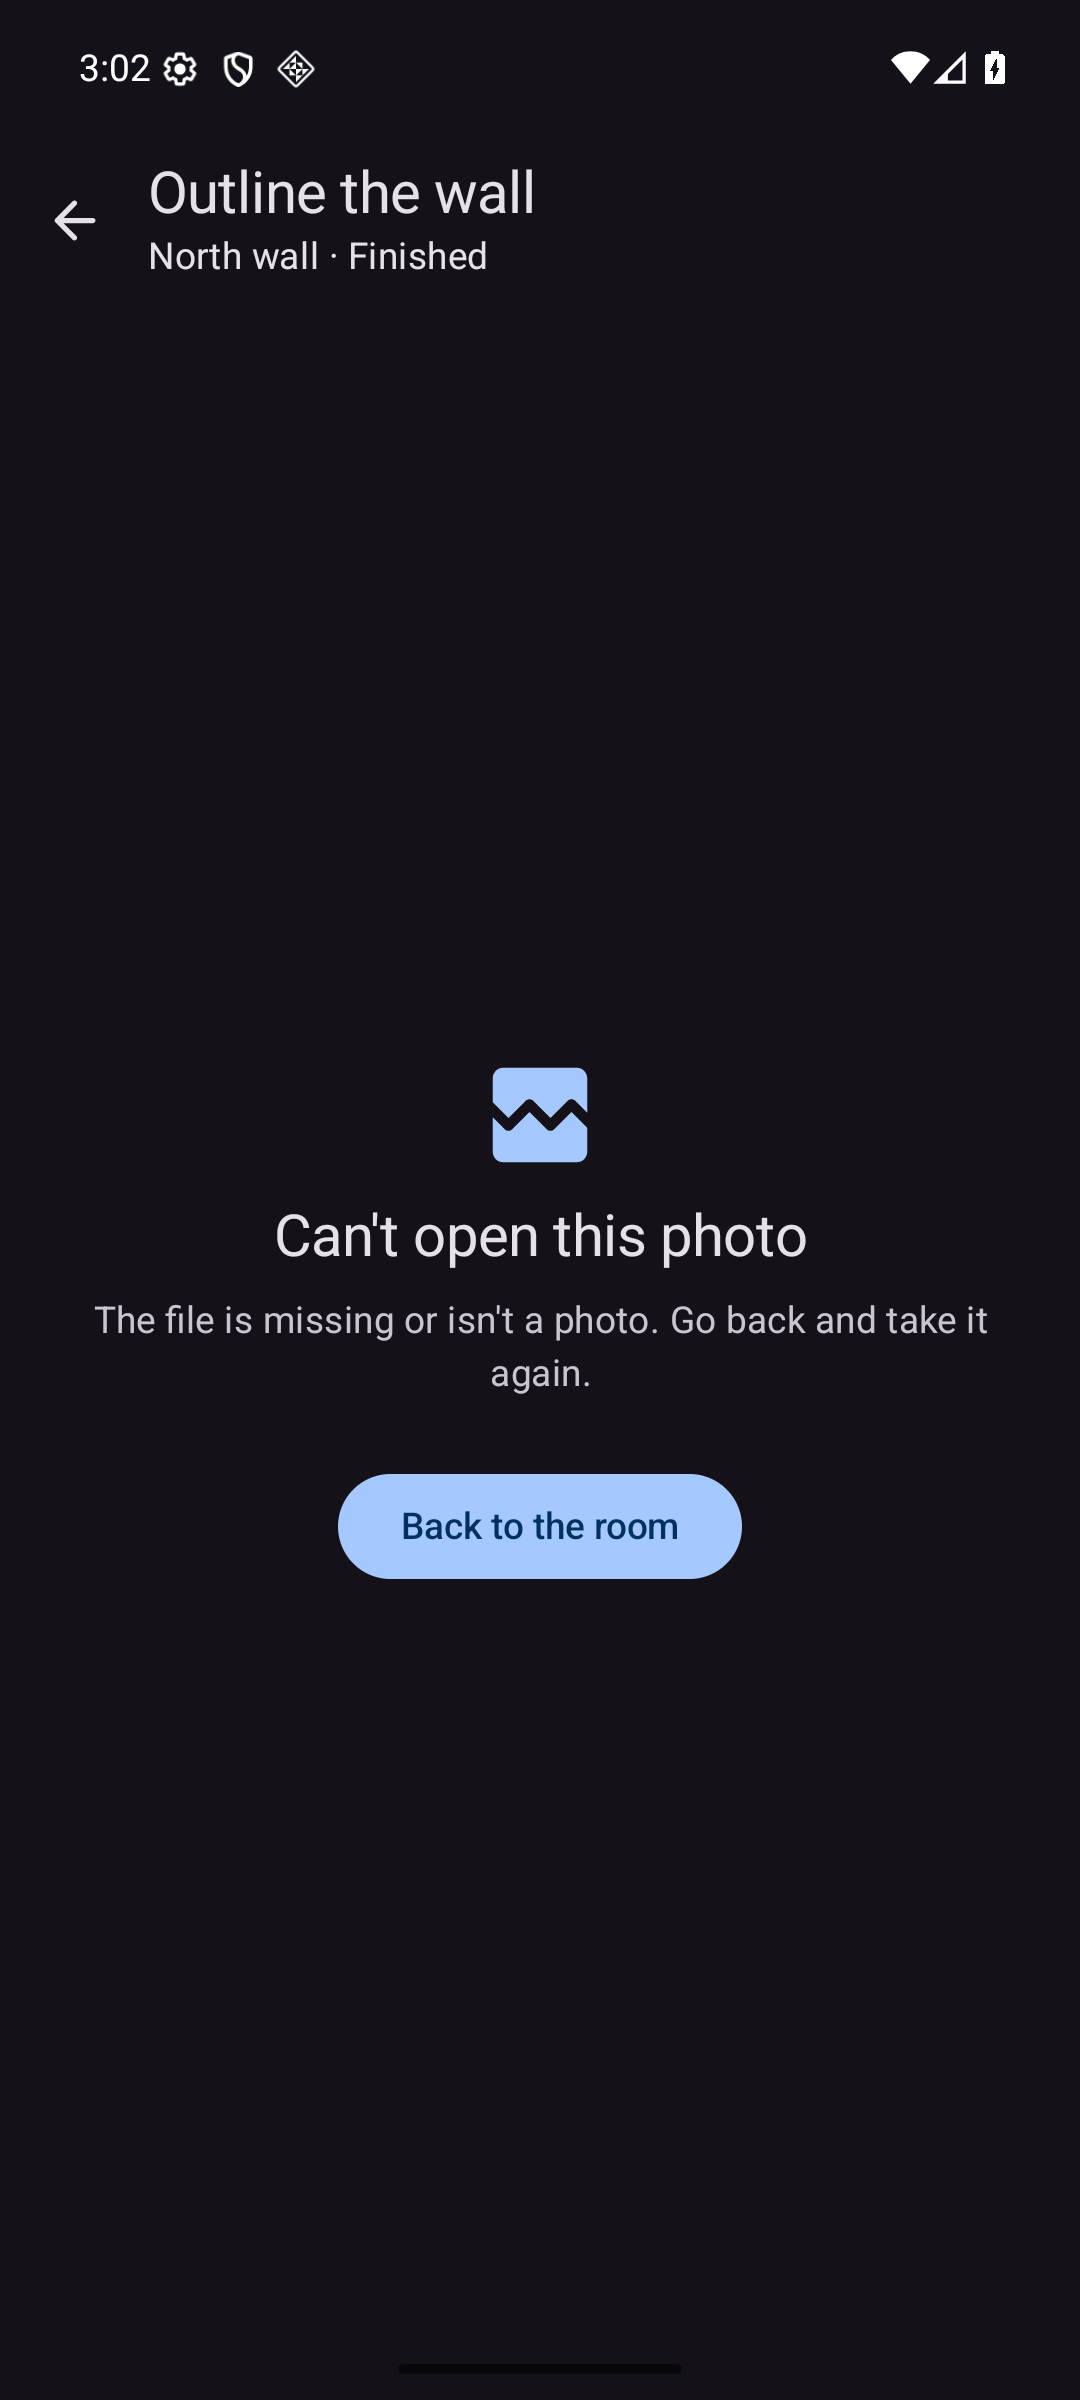 3:02
Outline the wall
North wall · Finished
Can't open this photo
The file is missing or isn't a photo. Go back and take it
again.
Back to the room